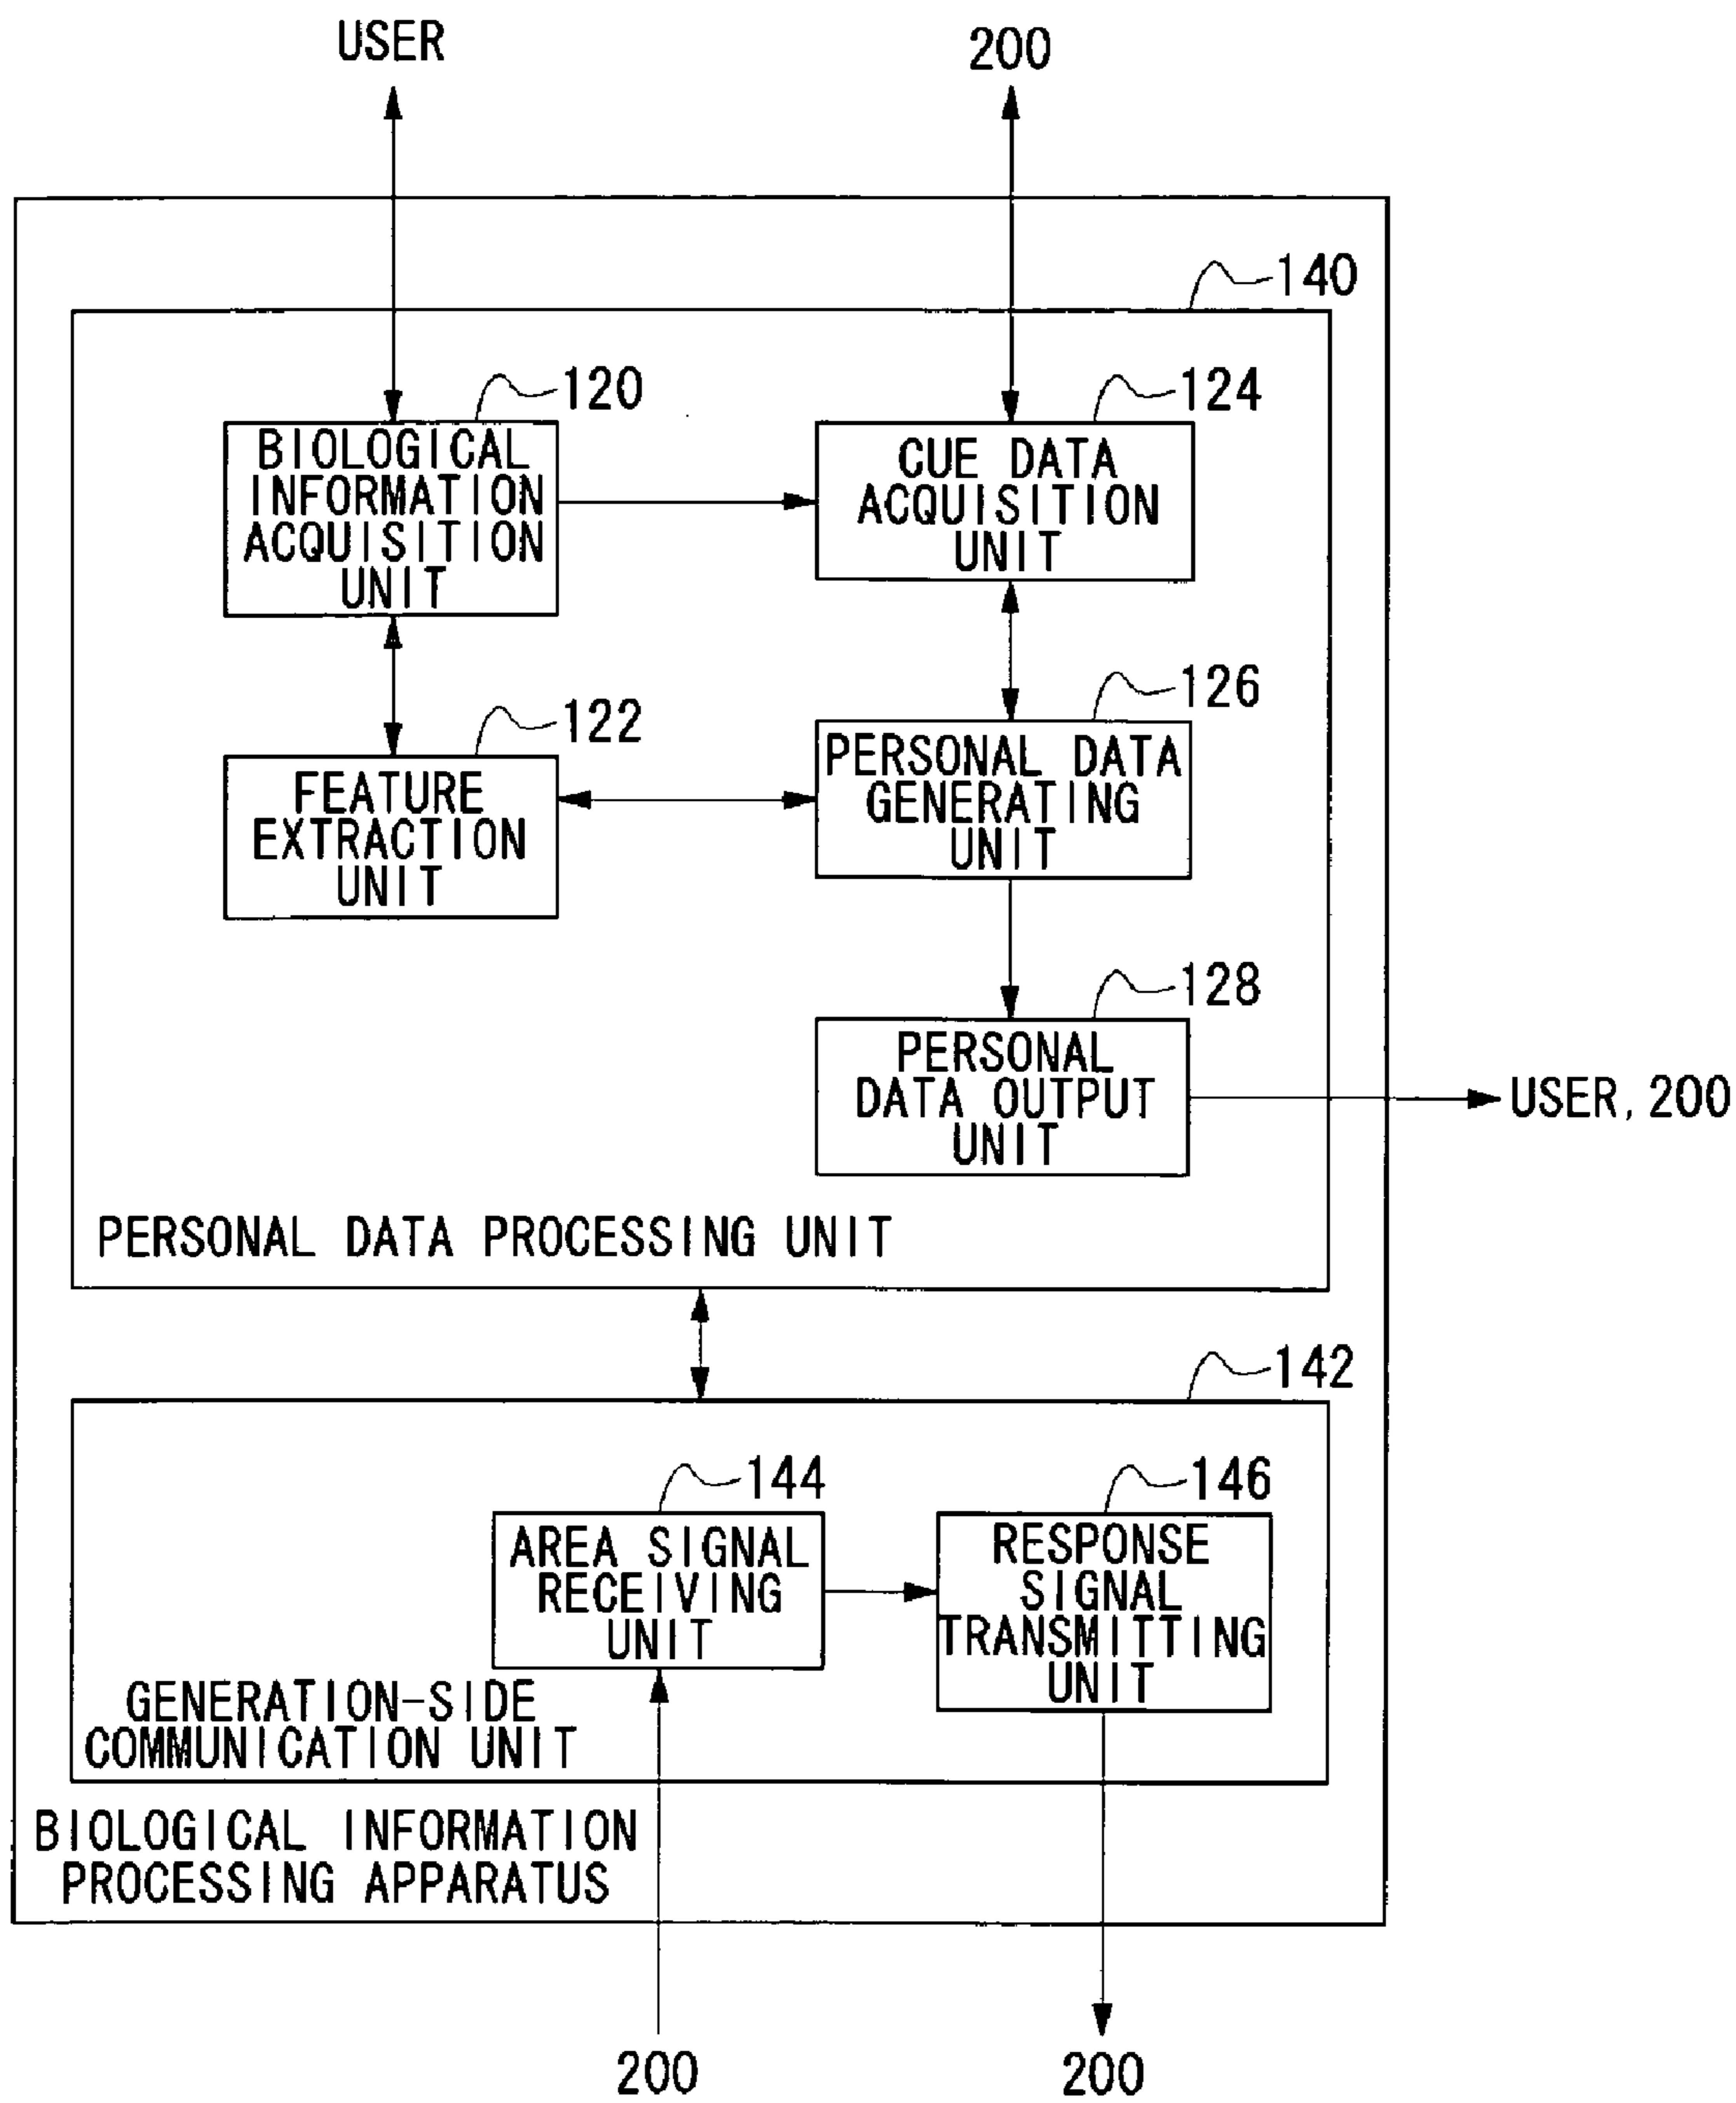 USER
200
140
120
124
BIOLOGICAL
INFORMATION
ACQUISITION
UNIT
CUE DATA
ACQUISITION
UNIT
122
126
FEATURE
EXTRACTION
UNIT
PERSONAL DATA
GENERATING
UNIT
128
PERSONAL
DATA OUTPUT
UNIT
USER, 200
PERSONAL DATA PROCESSING UNIT
142
144
146
AREA SIGNAL
RECEIVING
UNIT
RESPONSE
SIGNAL
TRANSMITTING
UNIT
GENERATION-SIDE
COMMUNICATION UNIT
BIOLOGICAL INFORMATION
PROCESSING APPARATUS
200
200